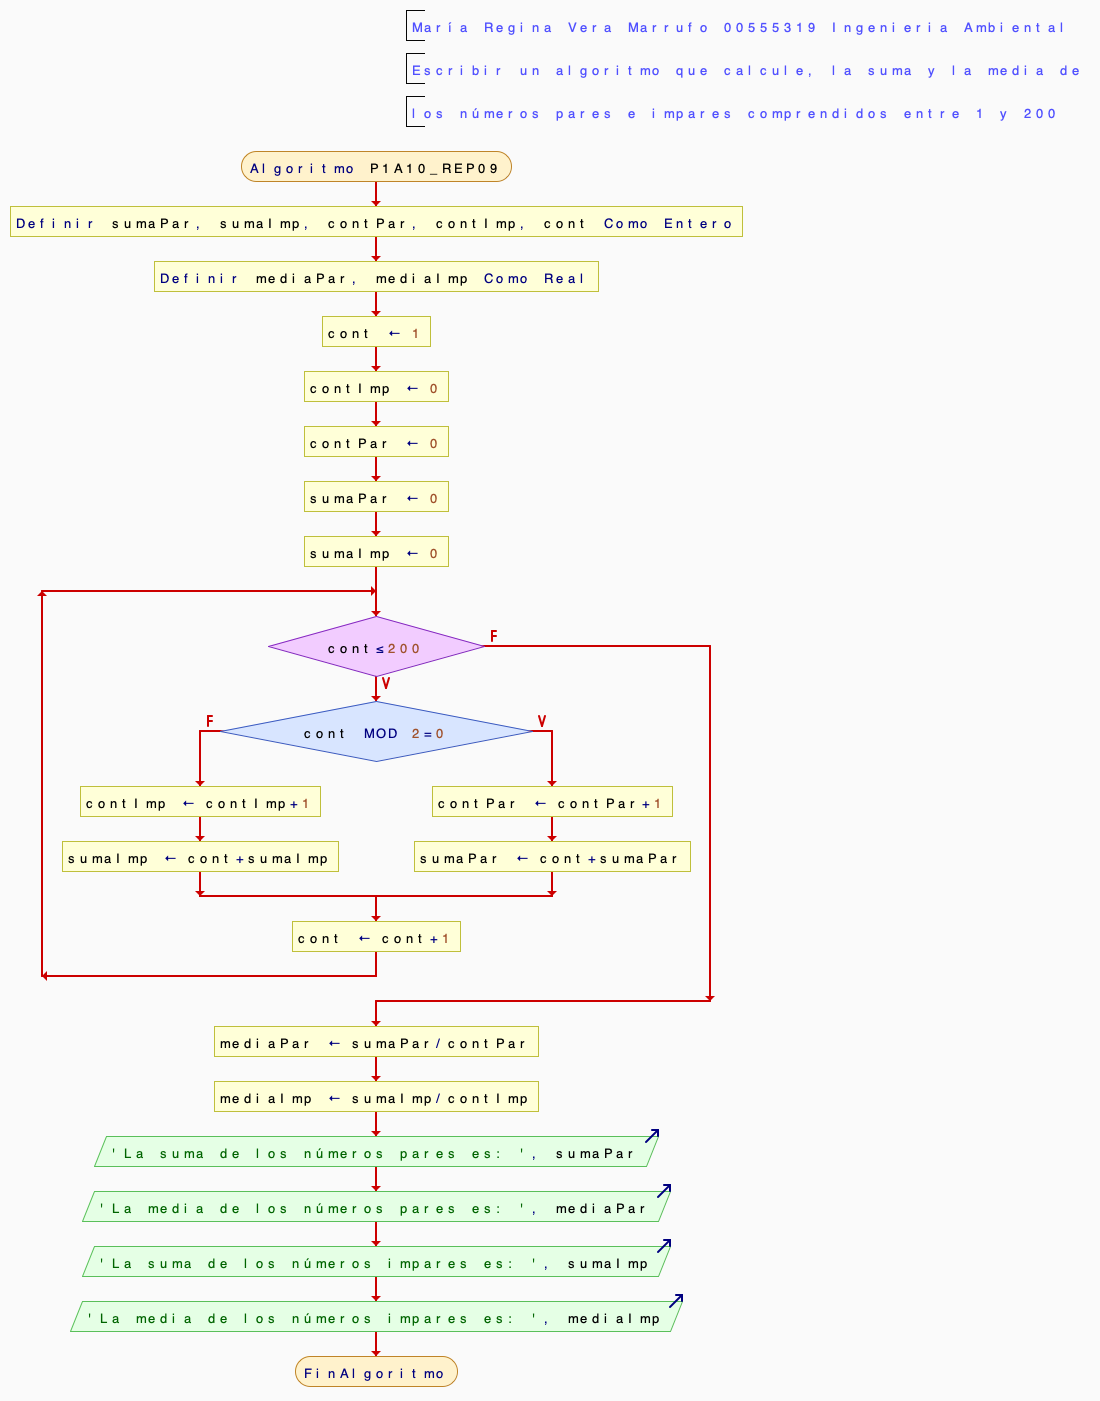 María Regina Vera Marrufo 00555319 Ingenieria Ambiental
Escribir un algoritmo que calcule, la suma y la media de
los números pares e impares comprendidos entre 1 y 200
Algoritmo P1A10_REP09
Definir sumaPar, sumaImp, contPar, contImp, cont Como Entero
Definir mediaPar, mediaImp Como Real
cont ← 1
contImp ← 0
contPar ← 0
sumaPar ← 0
sumaImp ← 0
cont≤200
F
V
cont MOD 2=0
F
V
contImp ← contImp+1
contPar ← contPar+1
sumaImp ← cont+sumaImp
sumaPar ← cont+sumaPar
cont ← cont+1
mediaPar ← sumaPar/contPar
mediaImp ← sumaImp/contImp
'La suma de los números pares es: ', sumaPar
'La media de los números pares es: ', mediaPar
'La suma de los números impares es: ', sumaImp
'La media de los números impares es: ', mediaImp
FinAlgoritmo